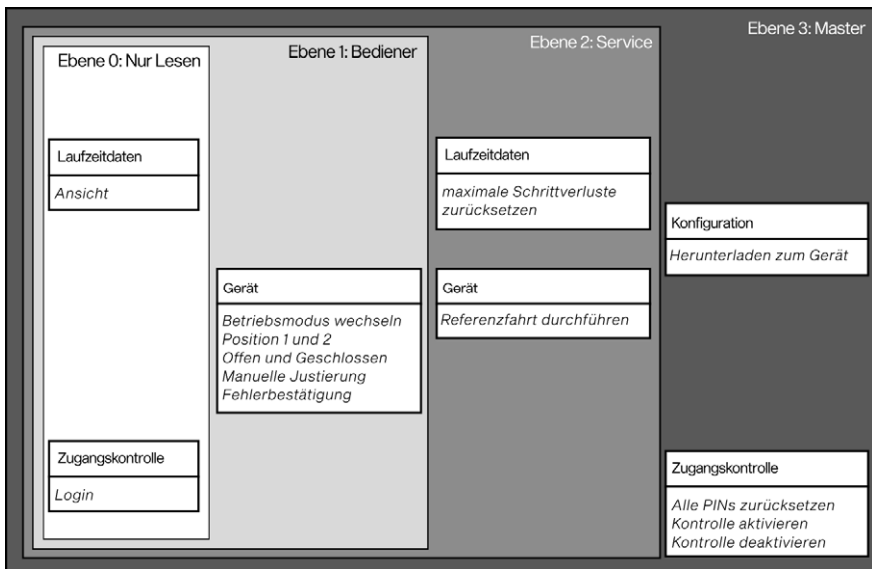 Ebene 3: Master
Ebene 2: Service
Ebene 1: Bediener
Ebene 0: Nur Lesen
Laufzeitdaten
Ansicht
Zugangskontrolle
Login
Gerät
Betriebsmodus wechseln
Position 1 und 2
Offen und Geschlossen
Manuelle Justierung
Fehlerbestätigung
Laufzeitdaten
maximale Schrittverluste
zurücksetzen
Gerät
Referenzfahrt durchführen
Konfiguration
Herunterladen zum Gerät
Zugangskontrolle
Alle PINs zurücksetzen
Kontrolle aktivieren
Kontrolle deaktivieren